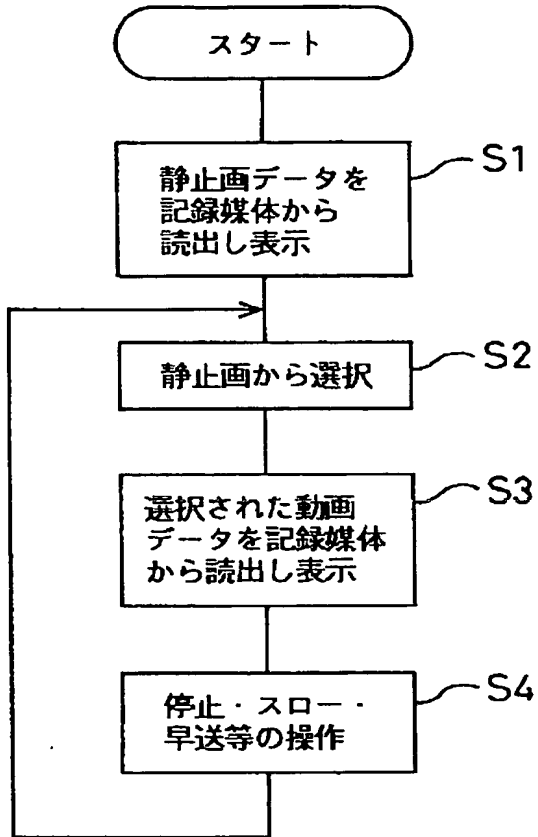 スタート
静止画データを
記録媒体から
読出し表示
S1
静止画から選択
S2
選択された動画
データを記録媒体
から読出し表示
S3
停止・スロー・
早送等の操作
S4